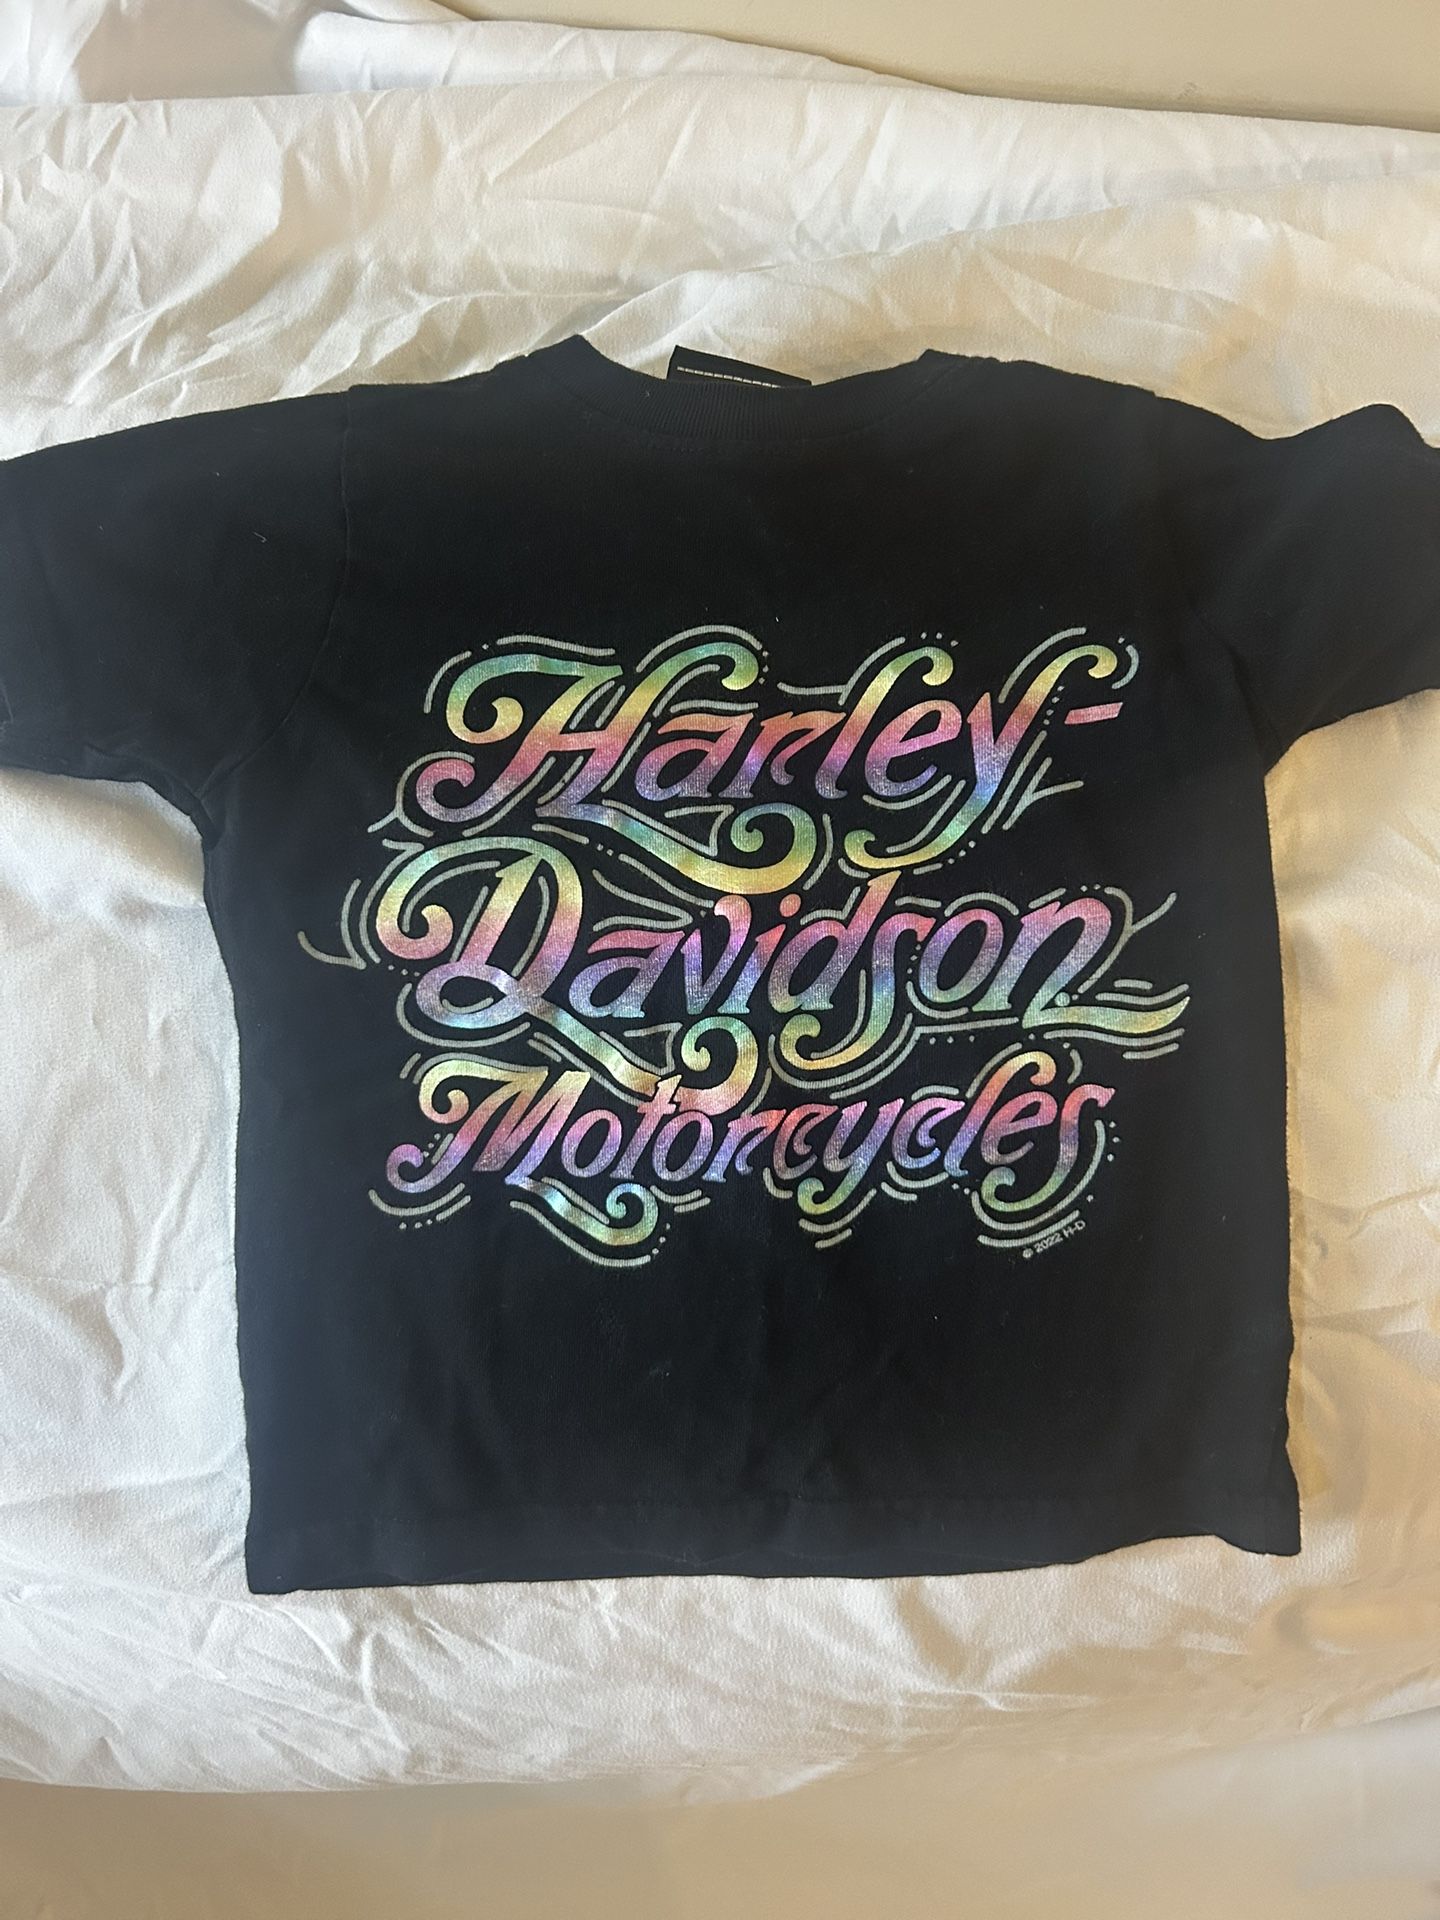 Harley-
Davidson
Motorcycles
© 2022 H-D